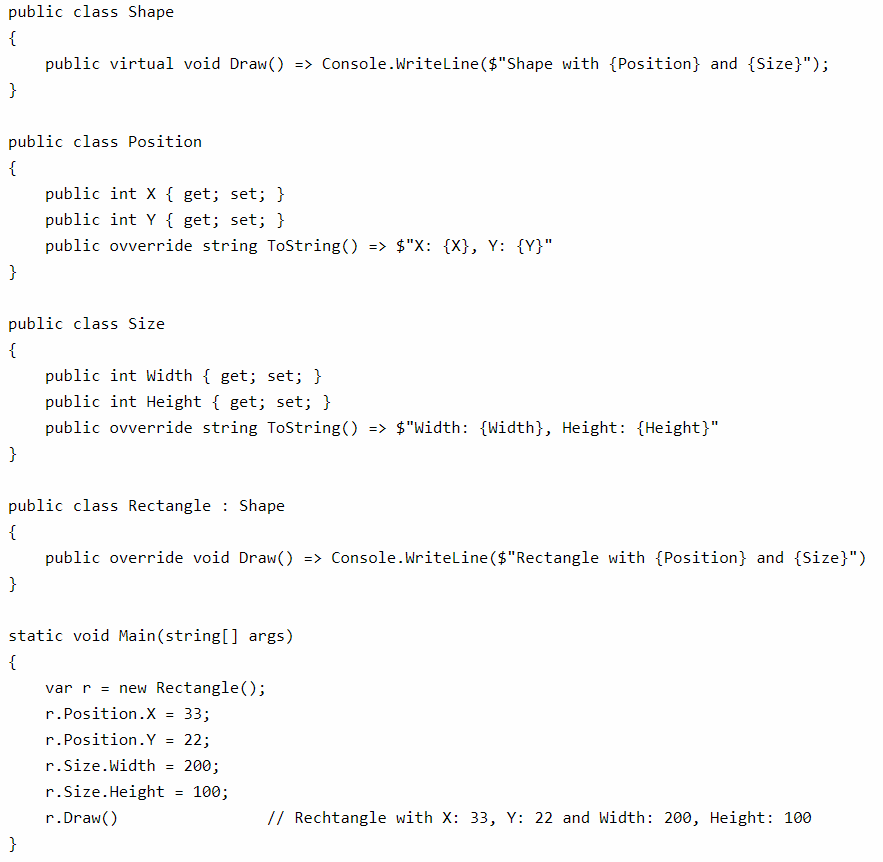 public class Shape
{
    public virtual void Draw() => Console.WriteLine($"Shape with {Position} and {Size}");
}

public class Position
{
    public int X { get; set; }
    public int Y { get; set; }
    public ovverride string ToString() => $"X: {X}, Y: {Y}"
}

public class Size
{
    public int Width { get; set; }
    public int Height { get; set; }
    public ovverride string ToString() => $"Width: {Width}, Height: {Height}"
}

public class Rectangle : Shape
{
    public override void Draw() => Console.WriteLine($"Rectangle with {Position} and {Size}")
}

static void Main(string[] args)
{
    var r = new Rectangle();
    r.Position.X = 33;
    r.Position.Y = 22;
    r.Size.Width = 200;
    r.Size.Height = 100;
    r.Draw()                // Rechtangle with X: 33, Y: 22 and Width: 200, Height: 100
}